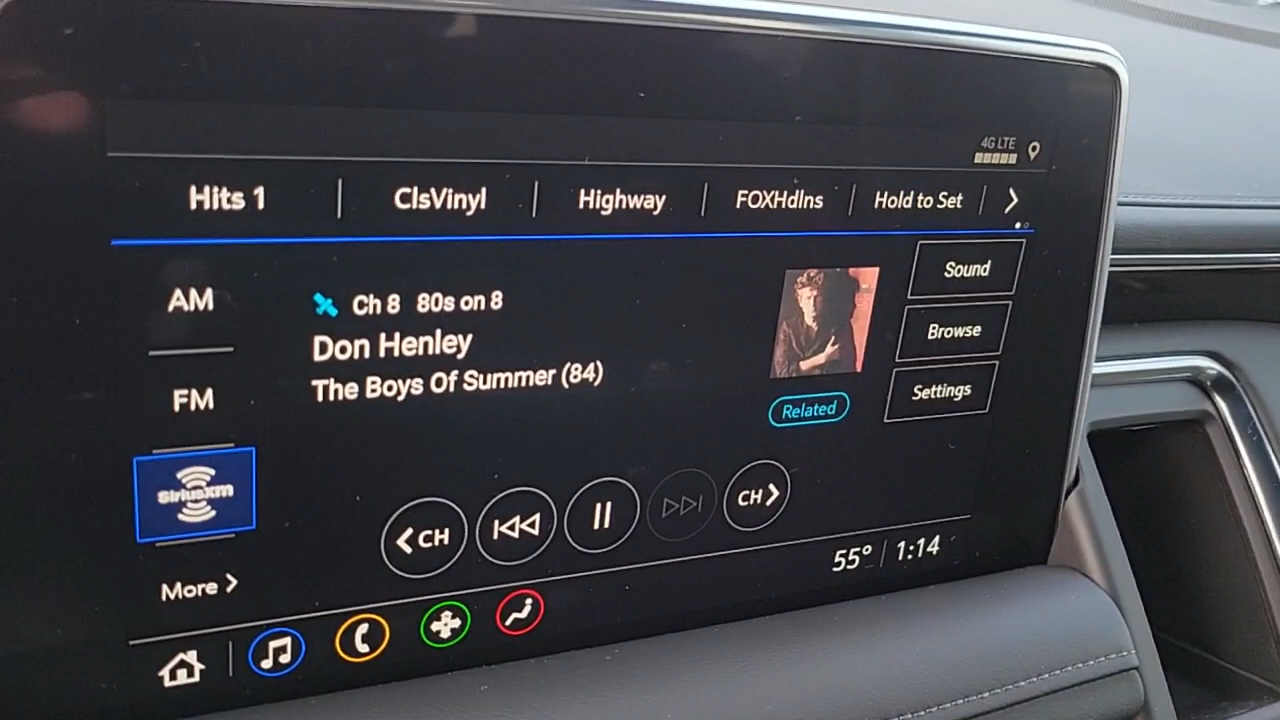 4G LTE
Hits 1 ClsVinyl Highway FOXHdlns Hold to Set
AM
FM
SiriusXM
More
Ch 8 80s on 8
Don Henley
The Boys Of Summer (84)
Related
Sound
Browse
Settings
CH
CH
55° 1:14